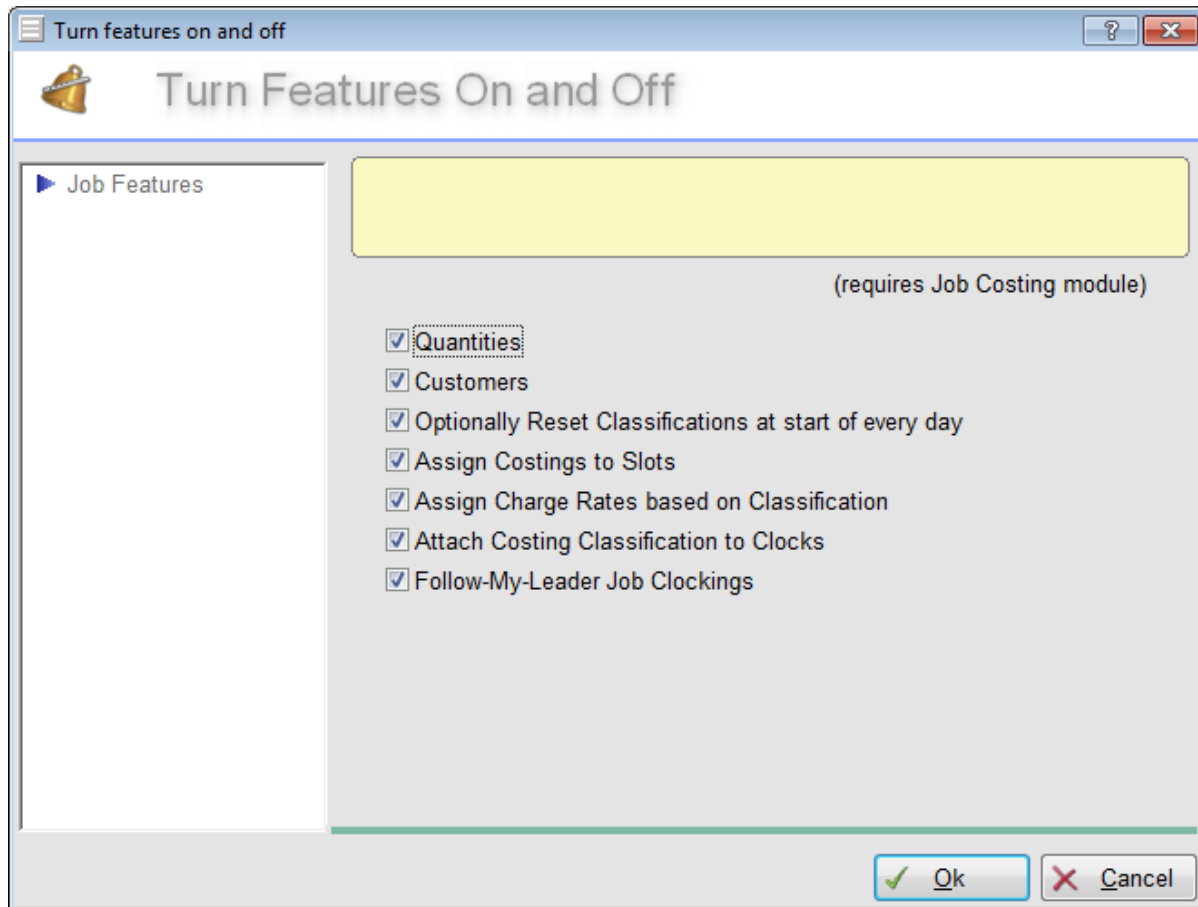 Turn features on and off
?
Turn Features On and Off
Job Features
(requires Job Costing module)
Quantities
Customers
Optionally Reset Classifications at start of every day
Assign Costings to Slots
Assign Charge Rates based on Classification
Attach Costing Classification to Clocks
Follow-My-Leader Job Clockings
Ok
Cancel